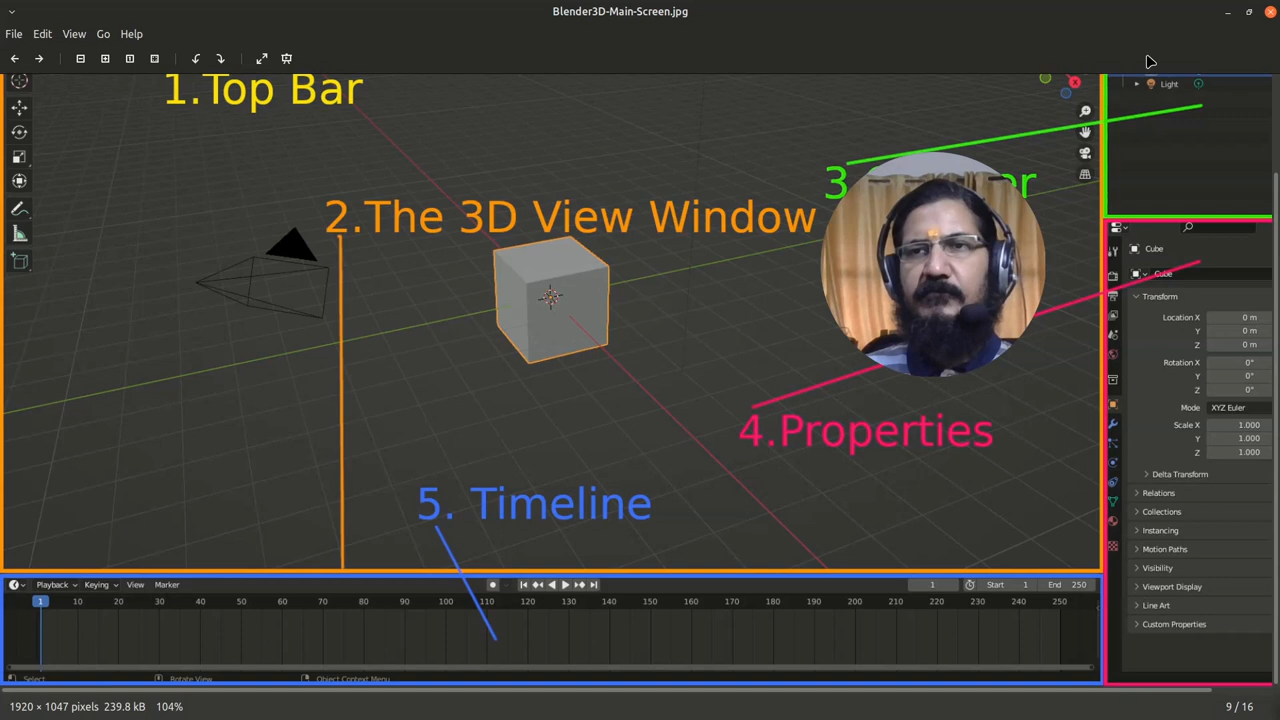 Blender3D-Main-Screen.jpg
File Edit View Go Help
1.Top Bar
Light
3
er
2.The 3D View Window
Cube
Cube
Transform
Location X 0 m
Y 0 m
Z 0 m
Rotation X 0°
Y 0°
Z 0°
Mode XYZ Euler
Scale X 1.000
Y 1.000
Z 1.000
4.Properties
Delta Transform
Relations
Collections
Instancing
Motion Paths
Visibility
Viewport Display
Line Art
Custom Properties
5. Timeline
Playback Keying View Marker 1 Start 1 End 250
1 10 20 30 40 50 60 70 80 90 100 110 120 130 140 150 160 170 180 190 200 210 220 230 240 250
Select Rotate View Object Context Menu
1920 × 1047 pixels 239.8 kB 104% 9 / 16